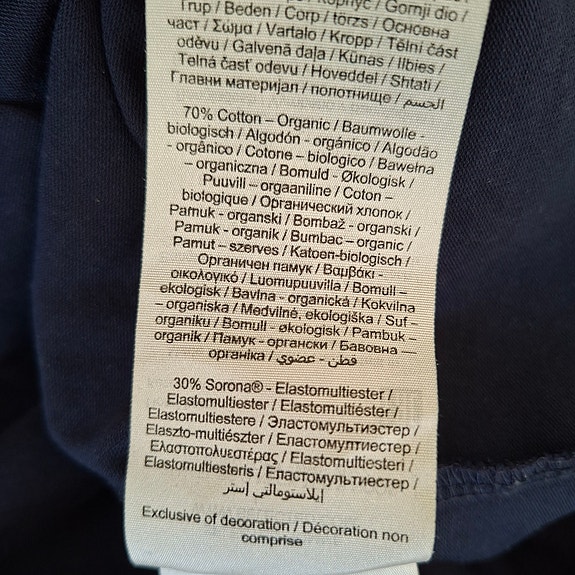 Корпус / Gornji dio /
Trup / Beden / Corp / törzs / Основна
част / Σώμα / Vartalo / Kropp / Tělní část
oděvu / Galvenā daļa / Kūnas / Ilbies /
Telná časť odevu / Hoveddel / Shtati /
Главни материјал / полотнище / الجسم
70% Cotton – Organic / Baumwolle -
biologisch / Algodón - orgánico / Algodão
- orgânico / Cotone – biologico / Bawełna
– organiczna / Bomuld - Økologisk /
Puuvill – orgaaniline / Coton –
biologique / Органический хлопок /
Pamuk - organski / Bombaž - organski /
Pamuk - organik / Bumbac – organic /
Pamut – szerves / Katoen-biologisch /
Органичен памук / Βαμβάκι -
οικολογικό / Luomupuuvilla / Bomull –
ekologisk / Bavlna - organická / Kokvilna
– organiska / Medvilnė, ekologiška / Suf –
organiku / Bomull - økologisk / Pambuk –
organik / Памук - органски / Бавовна —
органіка / قطن - عضوي
30% Sorona® - Elastomultiester /
Elastomultiester / Elastomultiéster /
Elastomultiestere / Эластомультиэстер /
Elaszto-multiészter / Еластомултиестер /
Ελαστοπολυεστέρας / Elastomultiesteri /
Elastomultiesteris / Еластомультиестер /
إيلاستومالتي إستر
Exclusive of decoration / Décoration non
comprise